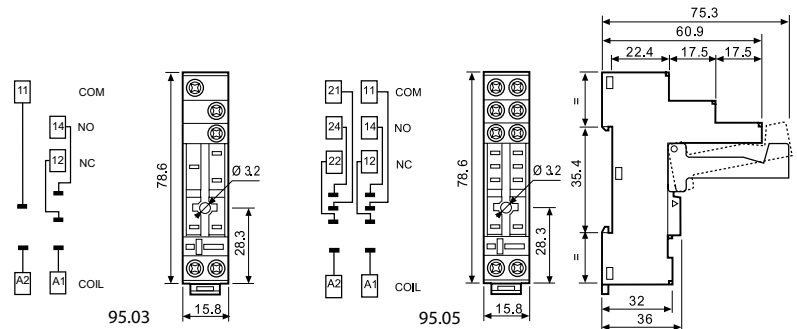 11
COM
14
NO
12
NC
A2
A1
COIL
95.03
78.6
Ø 3.2
28.3
15.8
21
11
COM
24
14
NO
22
12
NC
A2
A1
COIL
95.05
78.6
Ø 3.2
28.3
15.8
75.3
60.9
22.4
17.5
17.5
=
35.4
=
32
36